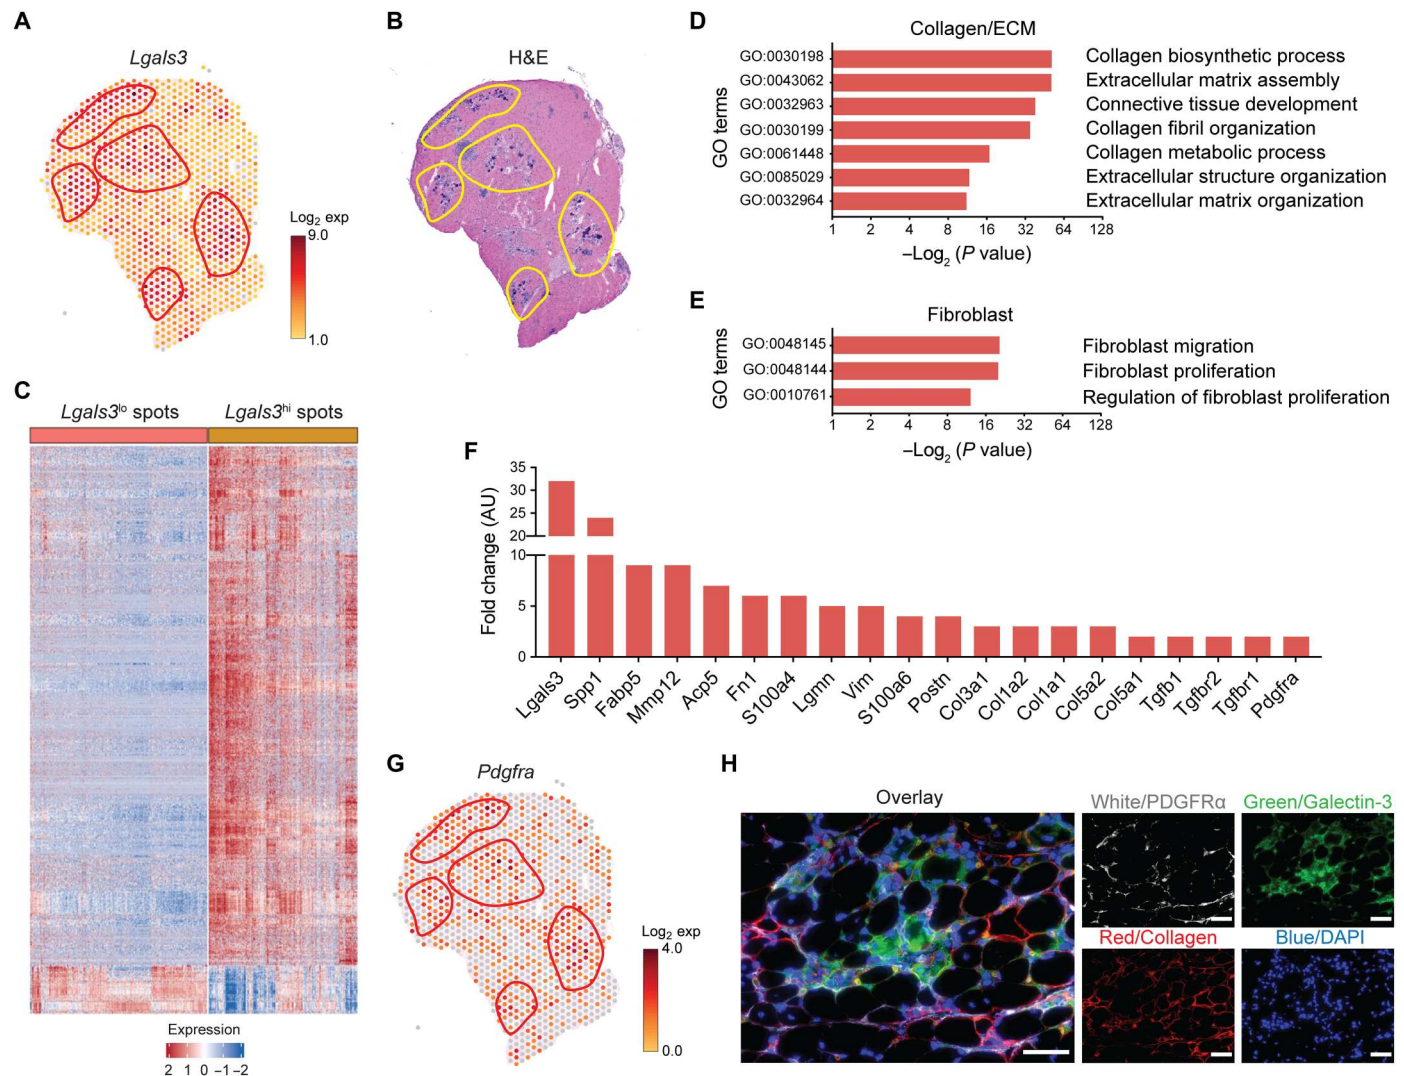 A
Lgals3
Log2 exp
9.0
1.0
B
H&E
C
Lgals3lo spots
Lgals3hi spots
Expression
2 1 0 –1 –2
D
Collagen/ECM
GO terms
GO:0030198 Collagen biosynthetic process
GO:0043062 Extracellular matrix assembly
GO:0032963 Connective tissue development
GO:0030199 Collagen fibril organization
GO:0061448 Collagen metabolic process
GO:0085029 Extracellular structure organization
GO:0032964 Extracellular matrix organization
1 2 4 8 16 32 64 128
–Log2 (P value)
E
Fibroblast
GO terms
GO:0048145 Fibroblast migration
GO:0048144 Fibroblast proliferation
GO:0010761 Regulation of fibroblast proliferation
1 2 4 8 16 32 64 128
–Log2 (P value)
F
Fold change (AU)
35
30
25
20
10
5
0
Lgals3 Spp1 Fabp5 Mmp12 Acp5 Fn1 S100a4 Lgmn Vim S100a6 Postn Col3a1 Col1a2 Col1a1 Col5a2 Col5a1 Tgfb1 Tgfbr2 Tgfbr1 Pdgfra
G
Pdgfra
Log2 exp
4.0
0.0
H
Overlay
White/PDGFRα
Green/Galectin-3
Red/Collagen
Blue/DAPI